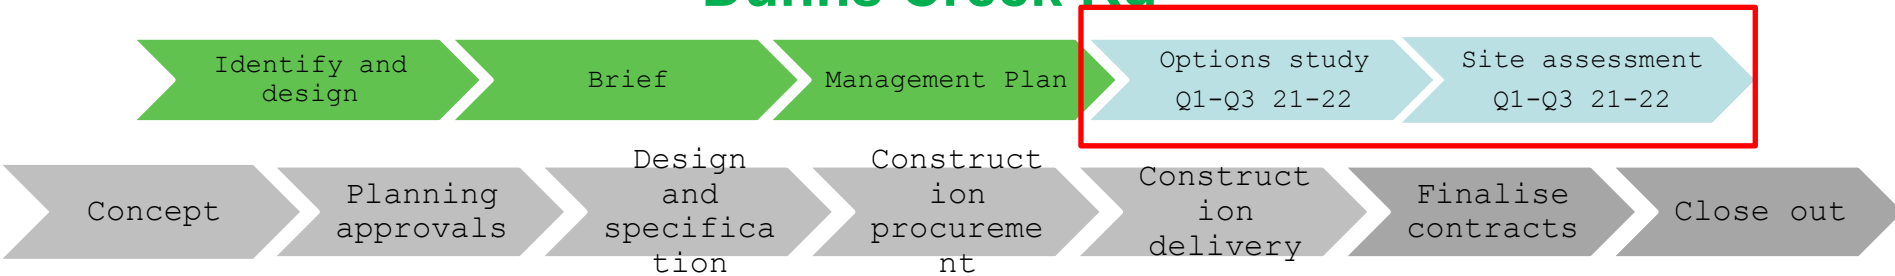 Identify and
design
Brief
Management Plan
Options study
Q1-Q3 21-22
Site assessment
Q1-Q3 21-22
Concept
Planning
approvals
Design
and
specifica
tion
Construct
ion
procureme
nt
Construct
ion
delivery
Finalise
contracts
Close out